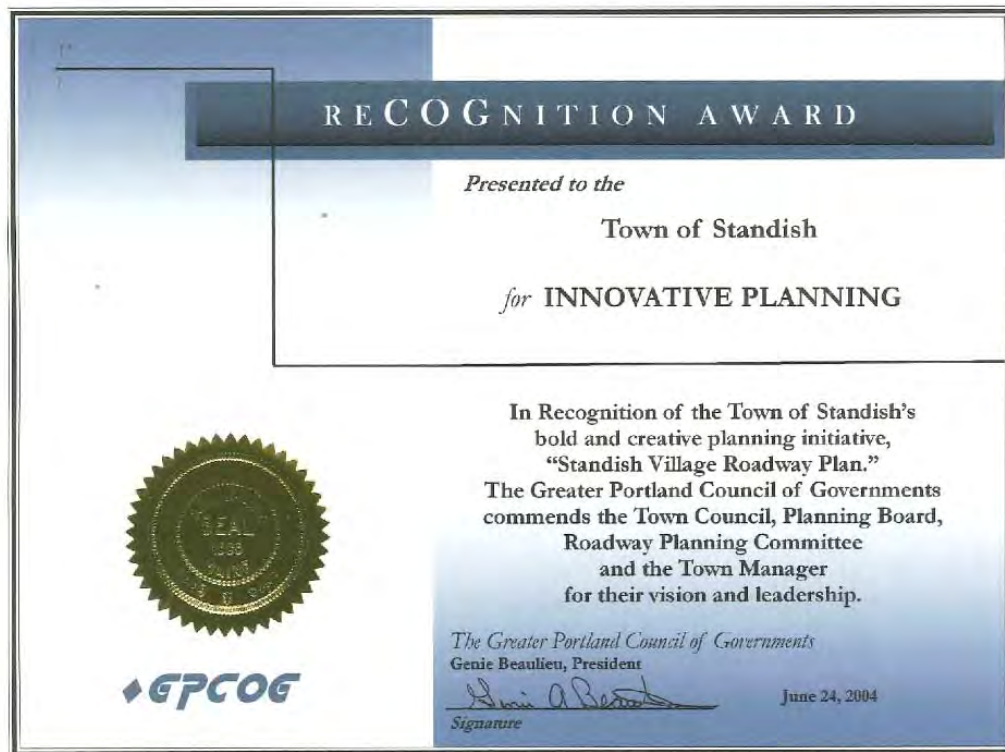 RECOGNITION AWARD
Presented to the
Town of Standish
for INNOVATIVE PLANNING
In Recognition of the Town of Standish's
bold and creative planning initiative,
"Standish Village Roadway Plan."
The Greater Portland Council of Governments
commends the Town Council, Planning Board,
Roadway Planning Committee
and the Town Manager
for their vision and leadership.
SEAL
GPCOG
The Greater Portland Council of Governments
Genie Beaulieu, President
June 24, 2004
Signature